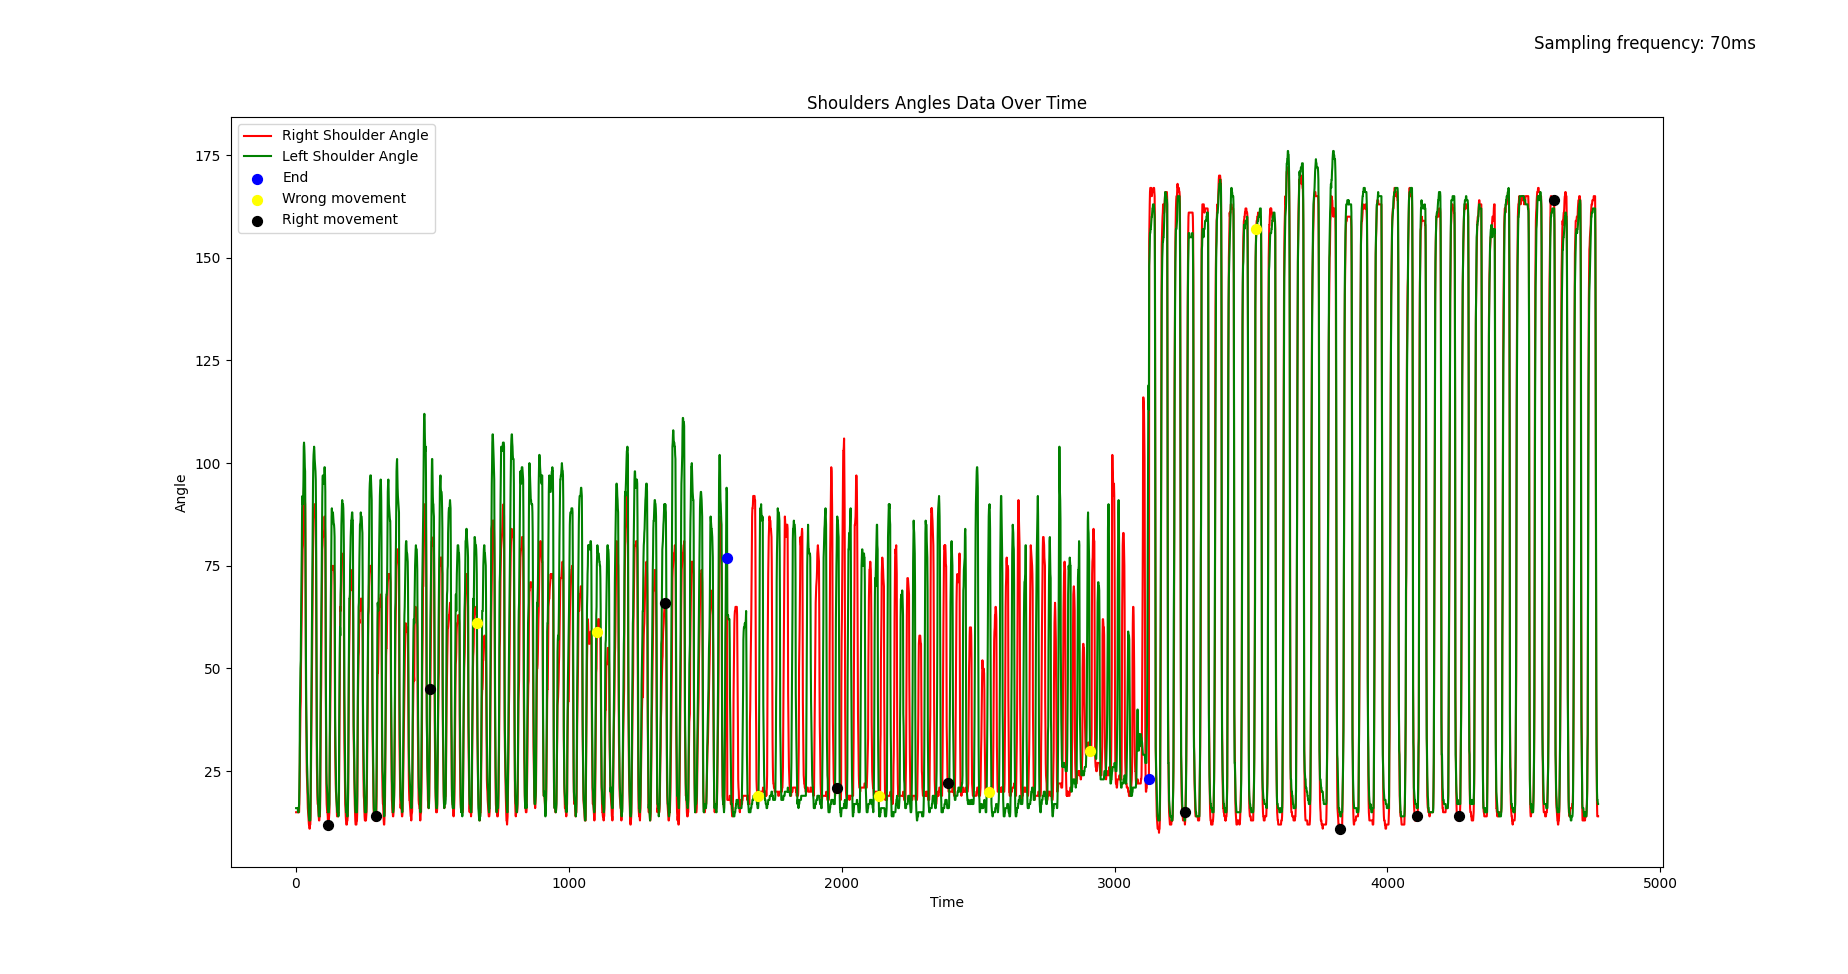 Sampling frequency: 70ms
Shoulders Angles Data Over Time
Right Shoulder Angle
Left Shoulder Angle
End
Wrong movement
Right movement
175
150
125
100
75
50
25
Angle
0 1000 2000 3000 4000 5000
Time